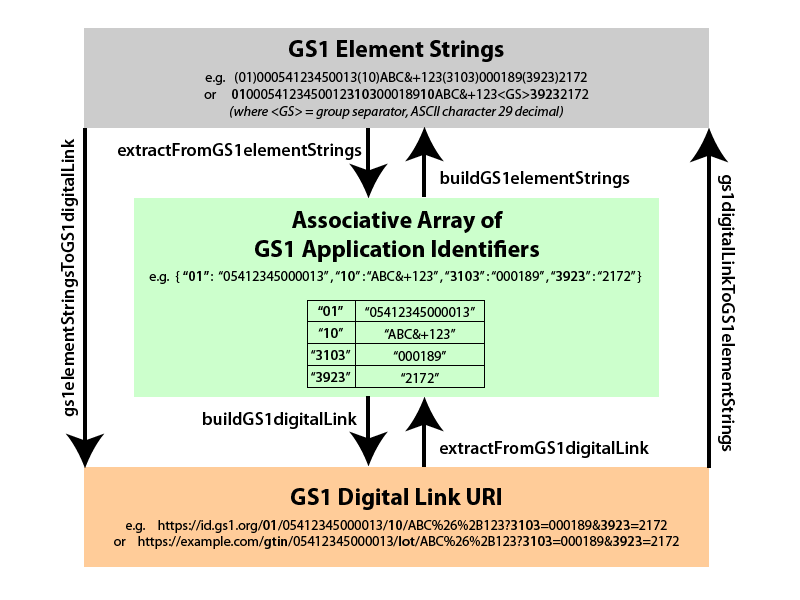 GS1 Element Strings
e.g. (01)00054123450013(10)ABC&+123(3103)000189(3923)2172
or 0100054123450012310300018910ABC&+123<GS>39232172
(where <GS> = group separator, ASCII character 29 decimal)
extractFromGS1elementStrings
buildGS1elementStrings
gs1elementStringsToGS1digitalLink
gs1digitalLinkToGS1elementStrings
Associative Array of
GS1 Application Identifiers
e.g. { “01” : “05412345000013” , “10” : “ABC&+123” , “3103” : “000189” , “3923” : “2172” }
“01” “05412345000013”
“10” “ABC&+123”
“3103” “000189”
“3923” “2172”
buildGS1digitalLink
extractFromGS1digitalLink
GS1 Digital Link URI
e.g. https://id.gs1.org/01/05412345000013/10/ABC%26%2B123?3103=000189&3923=2172
or https://example.com/gtin/05412345000013/lot/ABC%26%2B123?3103=000189&3923=2172